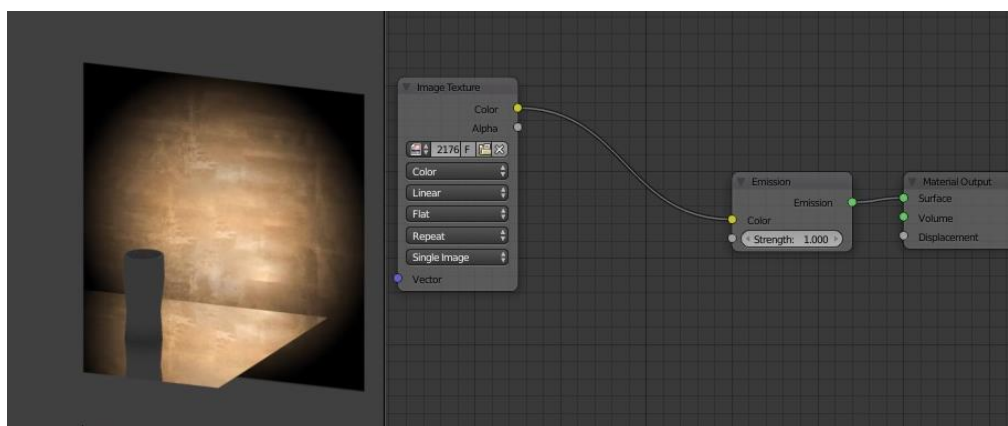 Image Texture
Color
Alpha
2176 F
Color
Linear
Flat
Repeat
Single Image
Vector
Emission
Emission
Color
Strength: 1.000
Material Output
Surface
Volume
Displacement